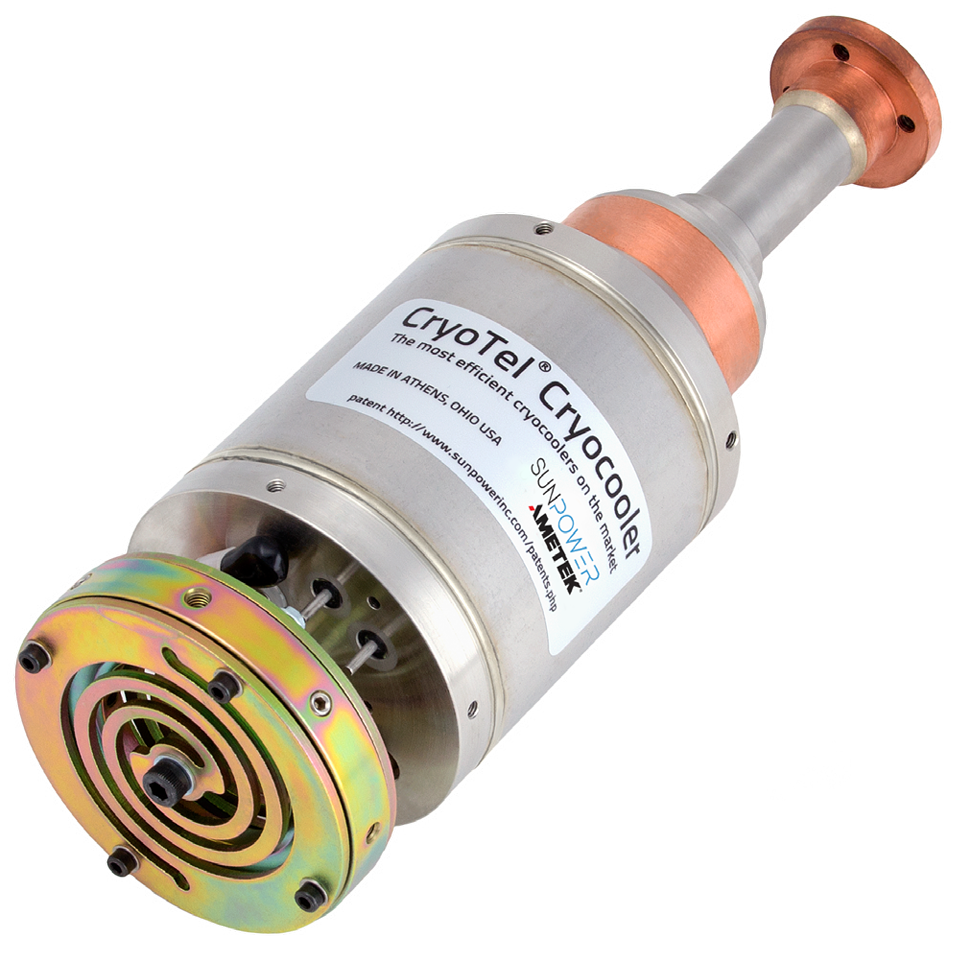 CryoTel® Cryocooler
The most efficient cryocoolers on the market
MADE IN ATHENS, OHIO USA
SUNPOWER
AMETEK®
patent http://www.sunpowerinc.com/patents.php